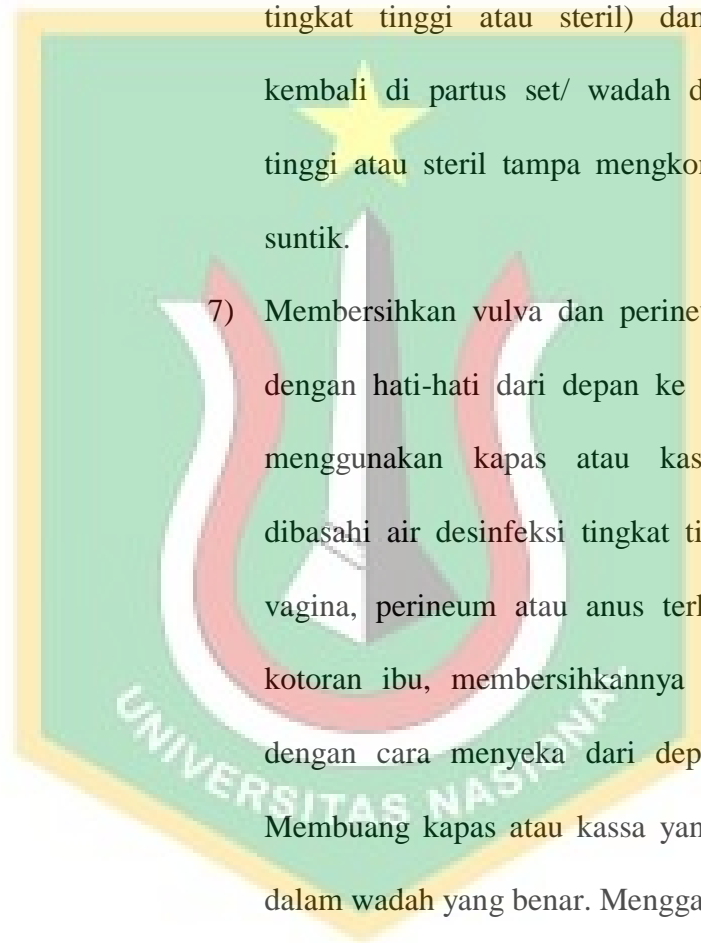 tingkat tinggi atau steril) dan
kembali di partus set/ wadah d
tinggi atau steril tampa mengkon
suntik.
7) Membersihkan vulva dan perine
dengan hati-hati dari depan ke
menggunakan kapas atau kas
dibasahi air desinfeksi tingkat ti
vagina, perineum atau anus ter
kotoran ibu, membersihkannya
dengan cara menyeka dari dep
Membuang kapas atau kassa yan
dalam wadah yang benar. Mengga
UNIVERSITAS NASIONAL